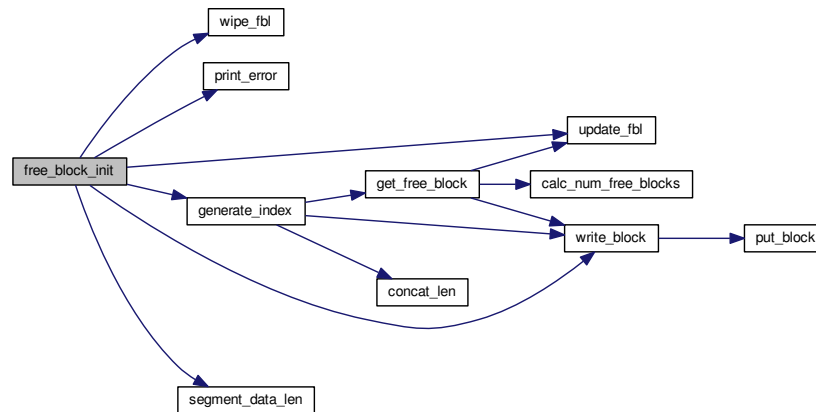 wipe_fbl
print_error
update_fbl
free_block_init
get_free_block
calc_num_free_blocks
generate_index
write_block
put_block
concat_len
segment_data_len